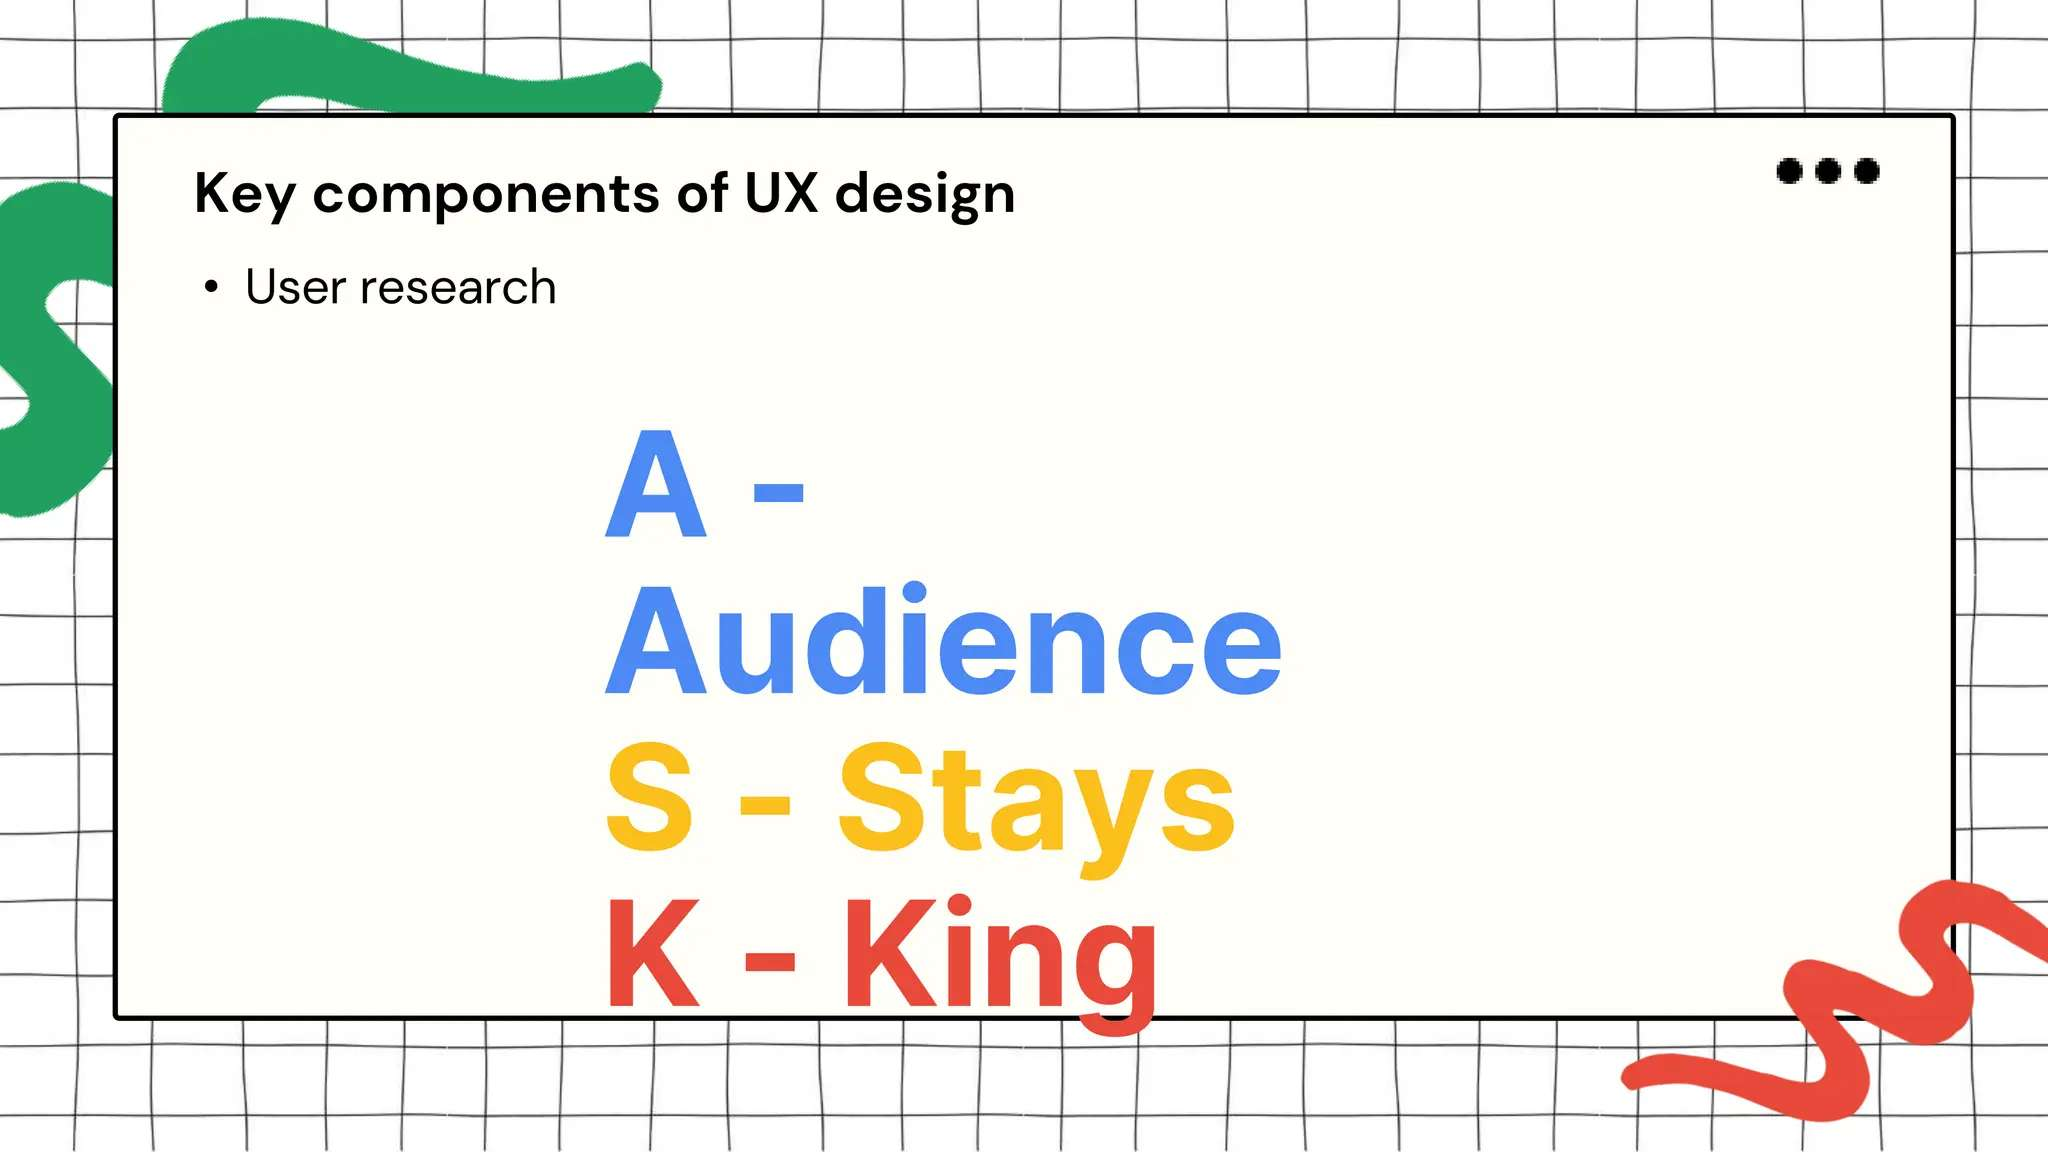 Key components of UX design
• User research
A -
Audience
S - Stays
K - King